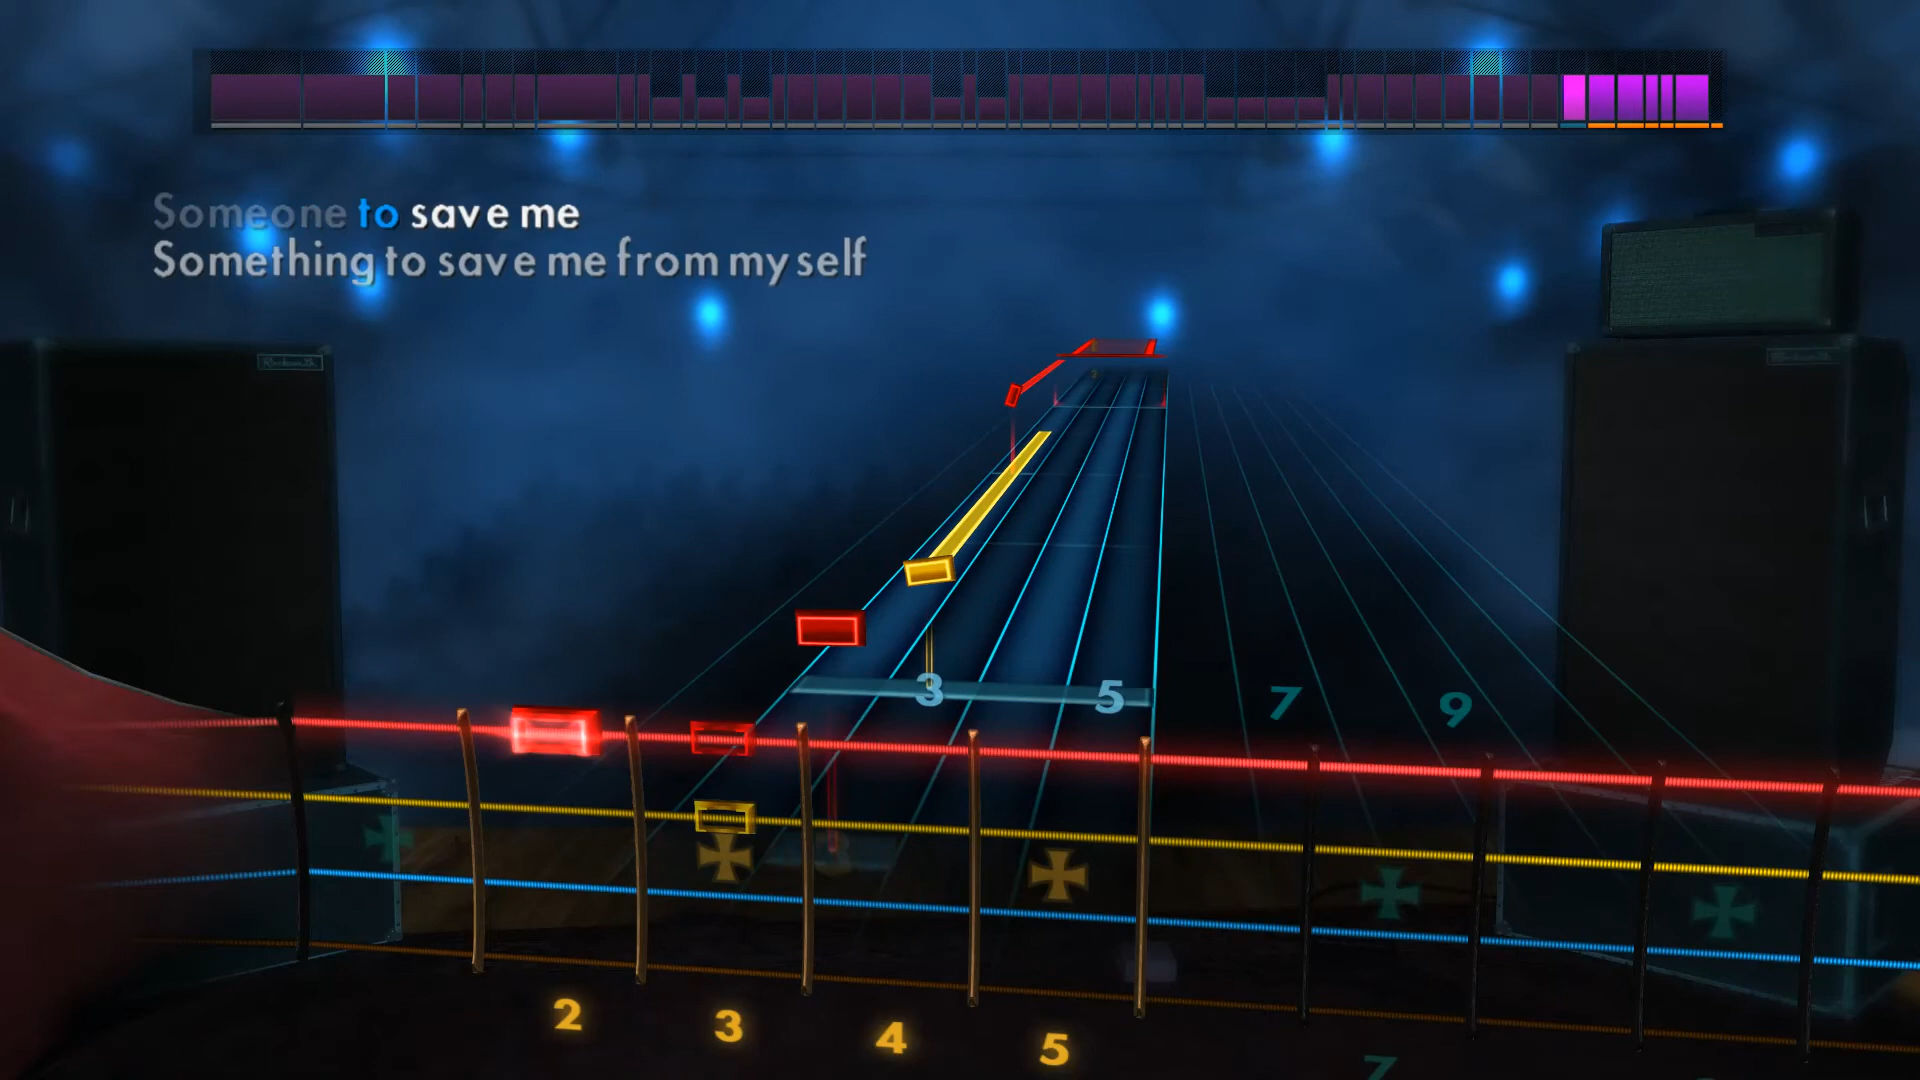 Someone to save me
Something to save me from my self
3 5 7 9
2 3 4 5 7